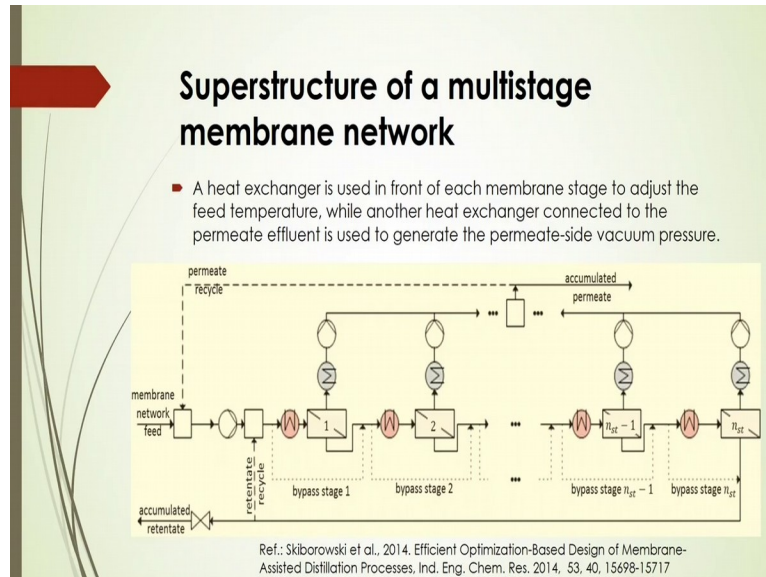 Superstructure of a multistage
membrane network
A heat exchanger is used in front of each membrane stage to adjust the
feed temperature, while another heat exchanger connected to the
permeate effluent is used to generate the permeate-side vacuum pressure.
permeate
recycle
accumulated
permeate
membrane
network
feed
1
2
...
n_st − 1
n_st
retentate
recycle
bypass stage 1
bypass stage 2
...
bypass stage n_st − 1
bypass stage n_st
accumulated
retentate
Ref.: Skiborowski et al., 2014. Efficient Optimization-Based Design of Membrane-
Assisted Distillation Processes, Ind. Eng. Chem. Res. 2014, 53, 40, 15698-15717